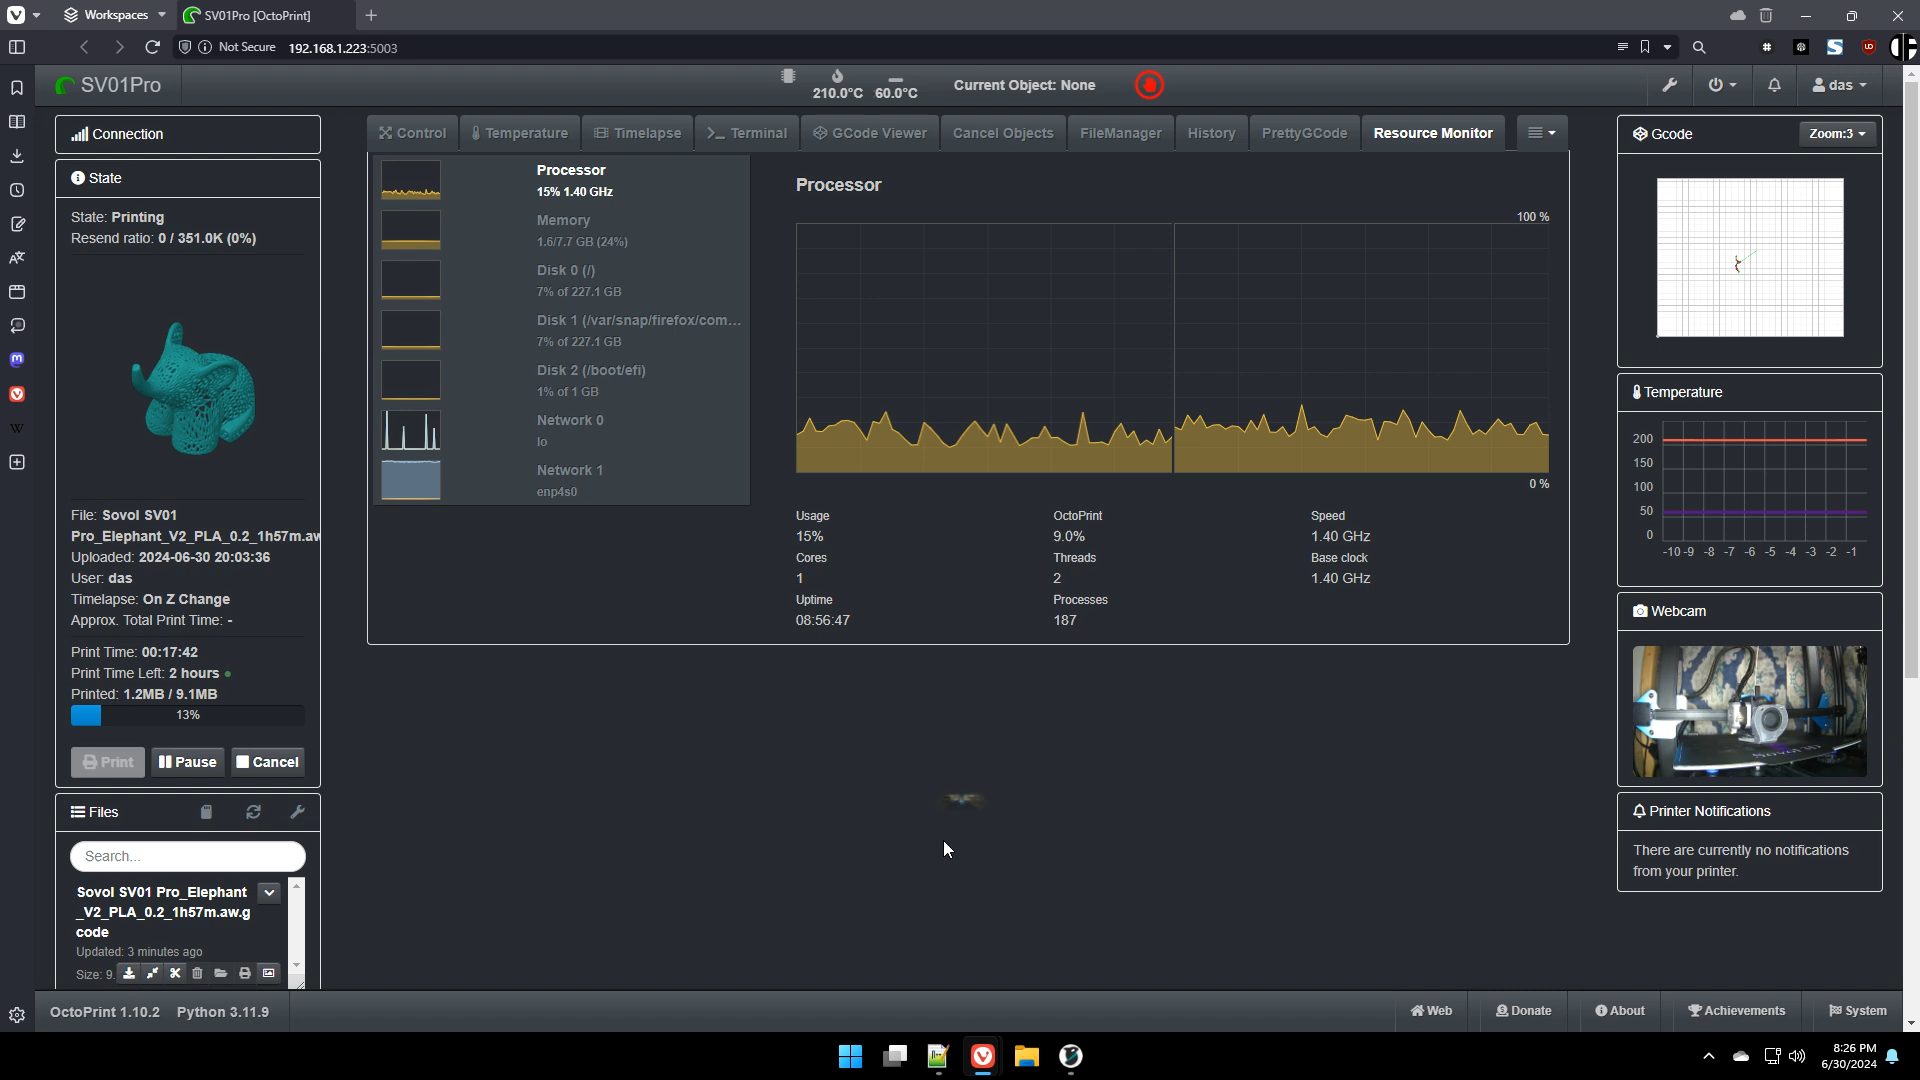 Workspaces
SV01Pro [OctoPrint]
Not Secure 192.168.1.223:5003
SV01Pro
210.0°C 60.0°C
Current Object: None
das
Connection
State
State: Printing
Resend ratio: 0 / 351.0K (0%)
File: Sovol SV01
Pro_Elephant_V2_PLA_0.2_1h57m.aw
Uploaded: 2024-06-30 20:03:36
User: das
Timelapse: On Z Change
Approx. Total Print Time: -
Print Time: 00:17:42
Print Time Left: 2 hours
Printed: 1.2MB / 9.1MB
13%
Print Pause Cancel
Files
Search...
Sovol SV01 Pro_Elephant
_V2_PLA_0.2_1h57m.aw.g
code
Updated: 3 minutes ago
Size: 9.
Control Temperature Timelapse Terminal GCode Viewer Cancel Objects FileManager History PrettyGCode Resource Monitor
Processor
15% 1.40 GHz
Memory
1.6/7.7 GB (24%)
Disk 0 (/)
7% of 227.1 GB
Disk 1 (/var/snap/firefox/com...
7% of 227.1 GB
Disk 2 (/boot/efi)
1% of 1 GB
Network 0
lo
Network 1
enp4s0
Processor
100 %
0 %
Usage OctoPrint Speed
15% 9.0% 1.40 GHz
Cores Threads Base clock
1 2 1.40 GHz
Uptime Processes
08:56:47 187
Gcode Zoom:3
Temperature
200
150
100
50
0
-10 -9 -8 -7 -6 -5 -4 -3 -2 -1
Webcam
Printer Notifications
There are currently no notifications
from your printer.
OctoPrint 1.10.2 Python 3.11.9
Web Donate About Achievements System
8:26 PM
6/30/2024